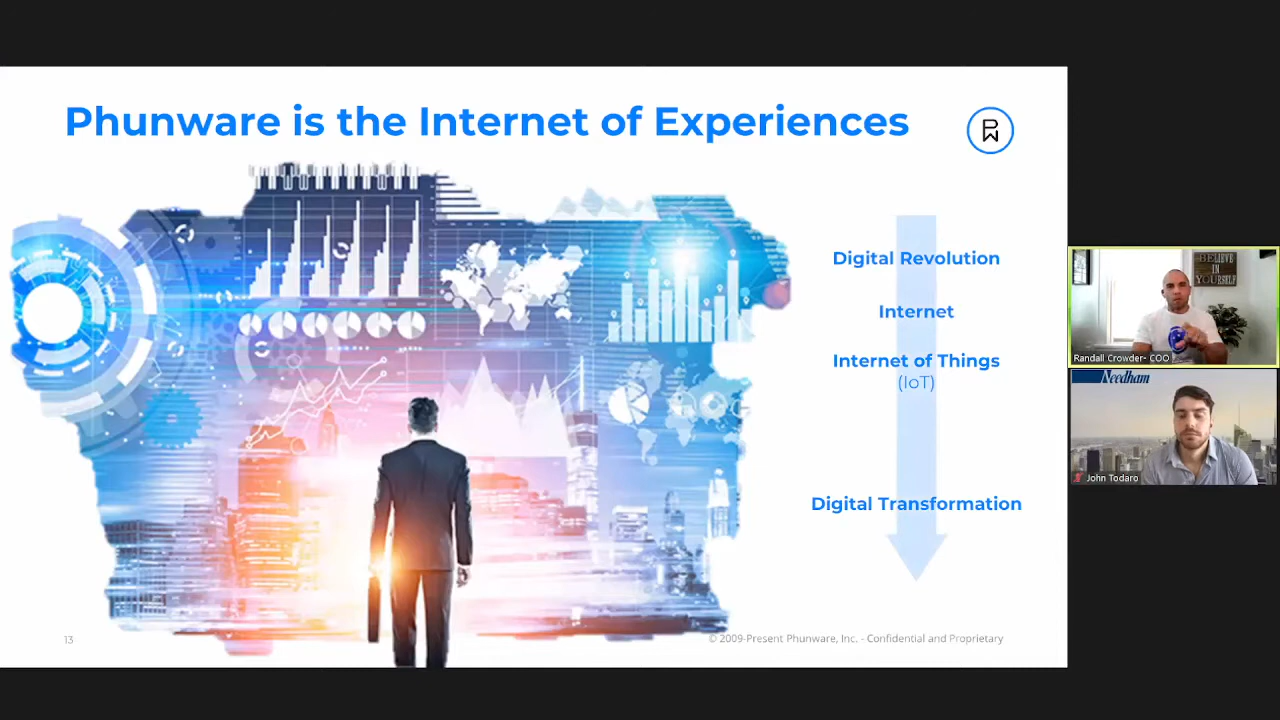 Phunware is the Internet of Experiences
Digital Revolution
Internet
Internet of Things
(IoT)
Digital Transformation
13
© 2009-Present Phunware, Inc. - Confidential and Proprietary
BELIEVE
IN
YOURSELF
Randall Crowder- COO
Needham
John Todaro